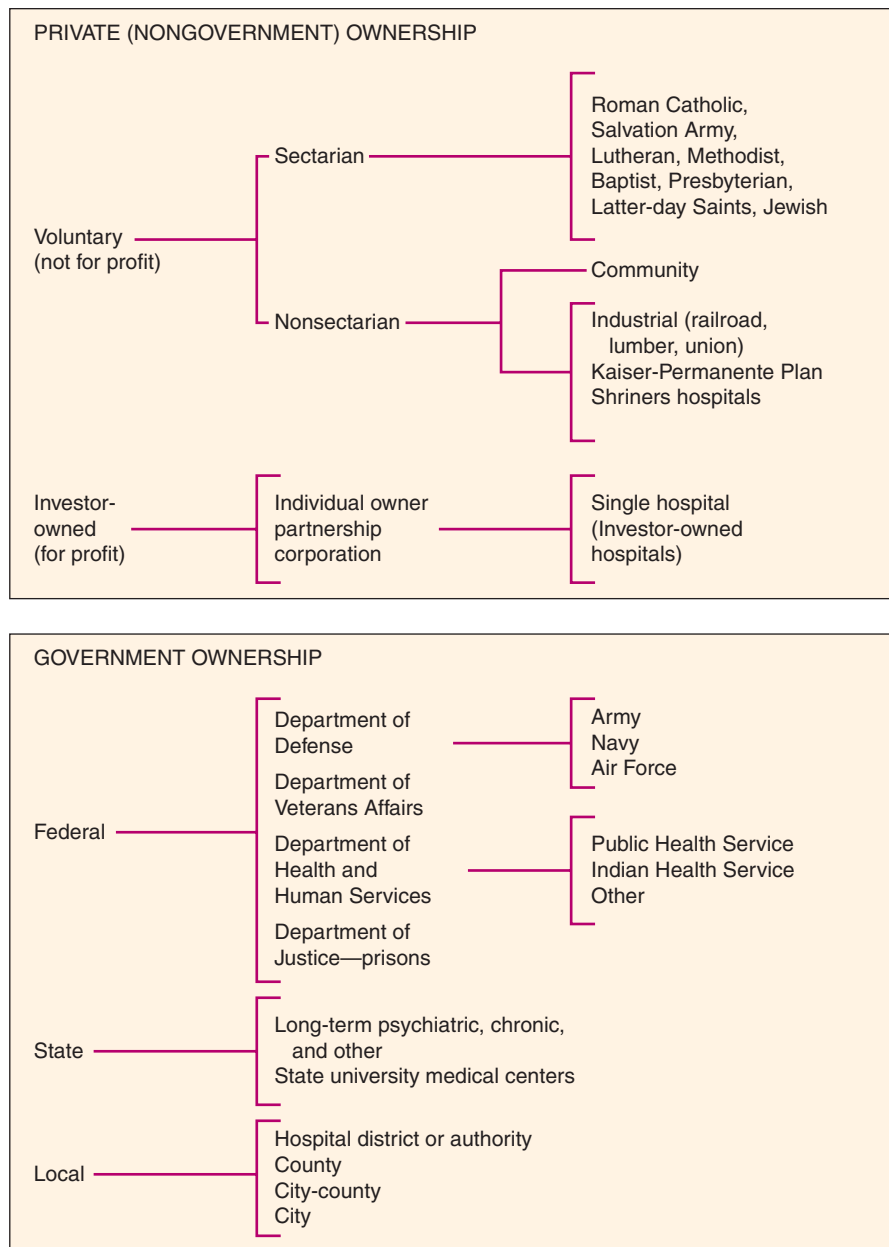 PRIVATE (NONGOVERNMENT) OWNERSHIP
Voluntary
(not for profit)
Sectarian
Roman Catholic,
Salvation Army,
Lutheran, Methodist,
Baptist, Presbyterian,
Latter-day Saints, Jewish
Nonsectarian
Community
Industrial (railroad,
lumber, union)
Kaiser-Permanente Plan
Shriners hospitals
Investor-
owned
(for profit)
Individual owner
partnership
corporation
Single hospital
(Investor-owned
hospitals)
GOVERNMENT OWNERSHIP
Federal
Department of
Defense
Army
Navy
Air Force
Department of
Veterans Affairs
Department of
Health and
Human Services
Public Health Service
Indian Health Service
Other
Department of
Justice—prisons
State
Long-term psychiatric, chronic,
and other
State university medical centers
Local
Hospital district or authority
County
City-county
City